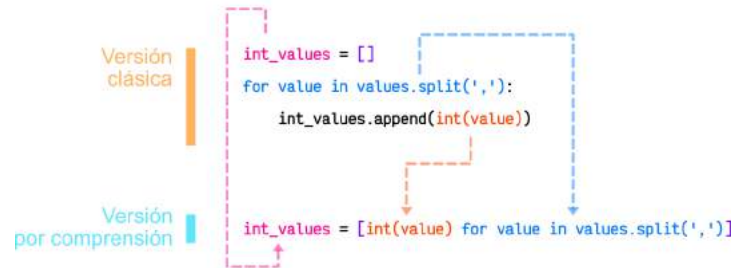 Versión
clásica
int_values = []
for value in values.split(','):
int_values.append(int(value))
Versión
por comprensión
int_values = [int(value) for value in values.split(',')]